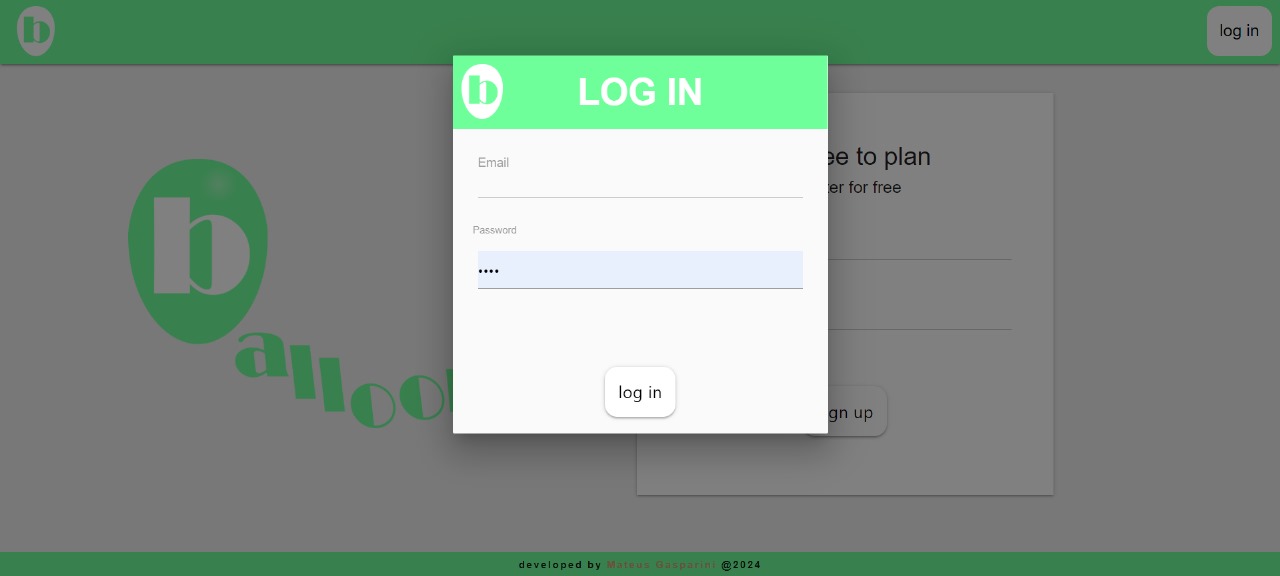 b
log in
b
LOG IN
Email
Password
log in
ee to plan
er for free
gn up
b
alloo
developed by Mateus Gasparini @2024